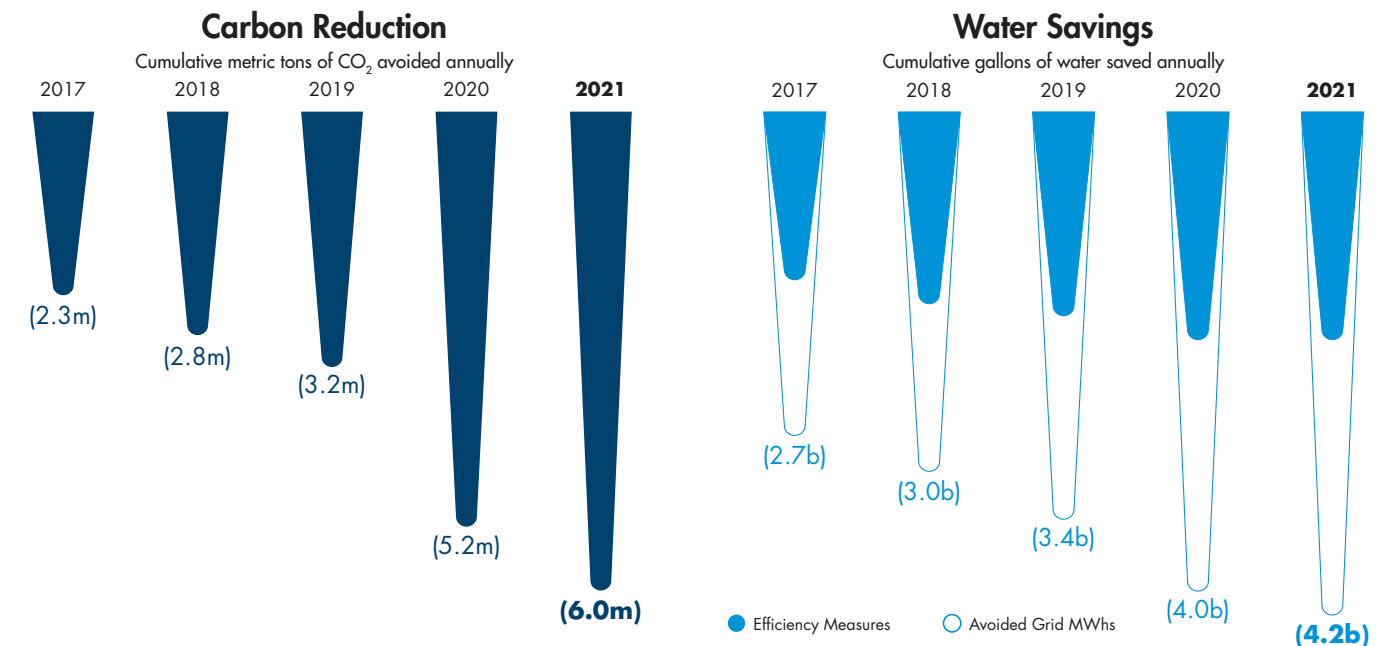 Carbon Reduction
Cumulative metric tons of CO₂ avoided annually
2017 2018 2019 2020 2021
(2.3m)
(2.8m)
(3.2m)
(5.2m)
(6.0m)
Water Savings
Cumulative gallons of water saved annually
2017 2018 2019 2020 2021
(2.7b)
(3.0b)
(3.4b)
(4.0b)
(4.2b)
Efficiency Measures Avoided Grid MWhs